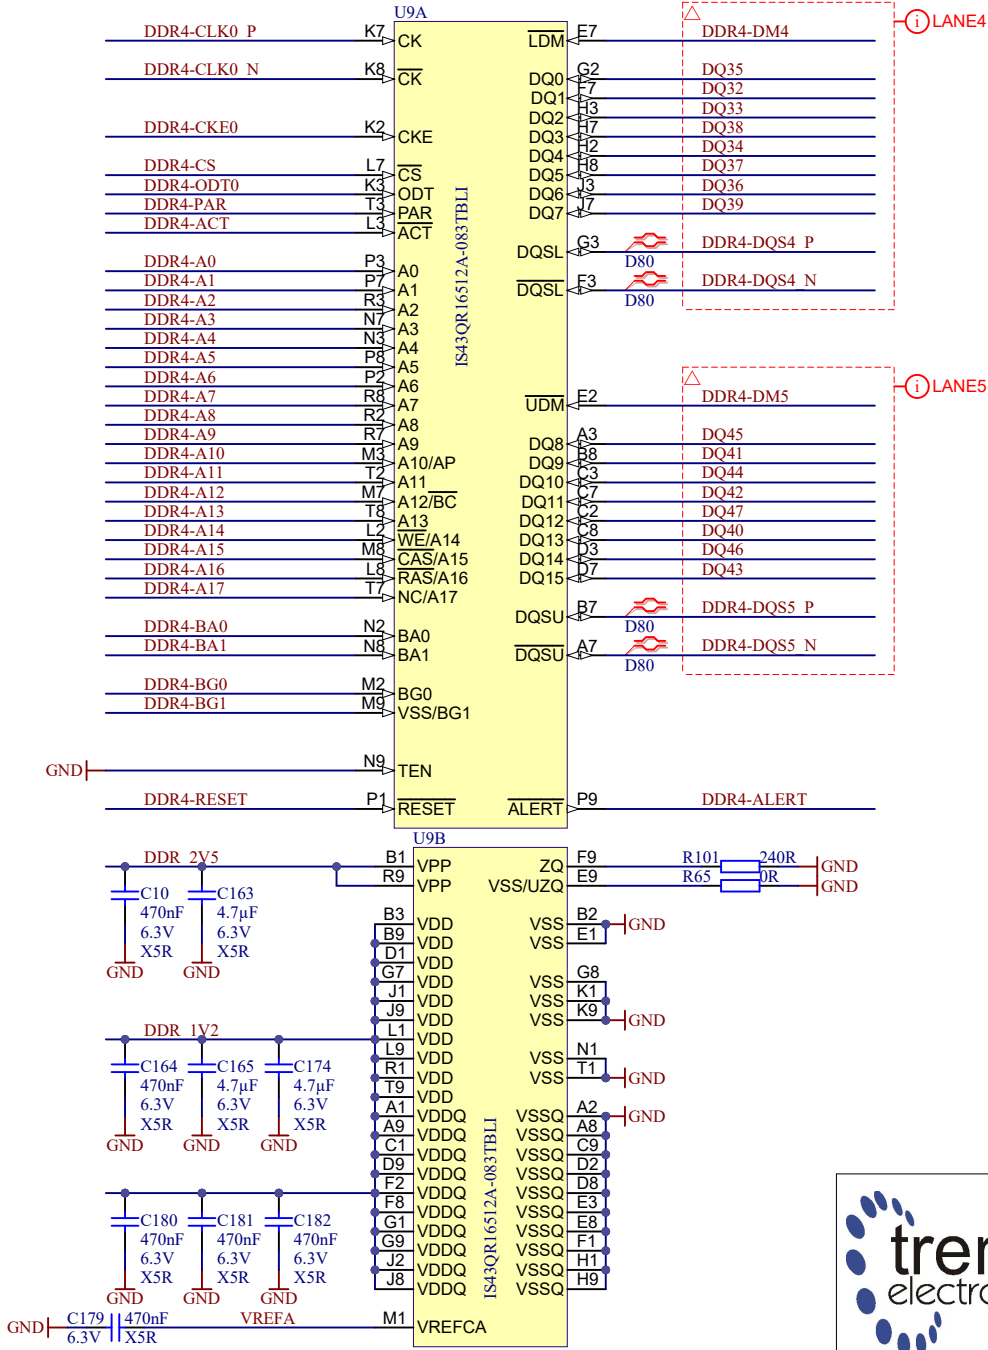 U9A
DDR4-CLK0_P K7 CK LDM E7 DDR4-DM4 LANE4
DDR4-CLK0_N K8 CK DQ0 G2 DQ35
DQ1 F7 DQ32
DQ2 H3 DQ33
DDR4-CKE0 K2 CKE DQ3 H7 DQ38
DQ4 H2 DQ34
DDR4-CS L7 CS DQ5 H8 DQ37
DDR4-ODT0 K3 ODT DQ6 J3 DQ36
DDR4-PAR T3 PAR DQ7 J7 DQ39
DDR4-ACT L3 ACT
IS43QR16512A-083TBLI
DQSL G3 D80 DDR4-DQS4_P
DDR4-A0 P3 A0
DDR4-A1 P7 A1 DQSL F3 D80 DDR4-DQS4_N
DDR4-A2 R3 A2
DDR4-A3 N7 A3
DDR4-A4 N3 A4
DDR4-A5 P8 A5
DDR4-A6 P2 A6 LANE5
DDR4-A7 R8 A7 UDM E2 DDR4-DM5
DDR4-A8 R2 A8
DDR4-A9 R7 A9 DQ8 A3 DQ45
DDR4-A10 M3 A10/AP DQ9 B8 DQ41
DDR4-A11 T2 A11 DQ10 C3 DQ44
DDR4-A12 M7 A12/BC DQ11 C7 DQ42
DDR4-A13 T8 A13 DQ12 C2 DQ47
DDR4-A14 L2 WE/A14 DQ13 C8 DQ40
DDR4-A15 M8 CAS/A15 DQ14 D3 DQ46
DDR4-A16 L8 RAS/A16 DQ15 D7 DQ43
DDR4-A17 T7 NC/A17
DQSU B7 D80 DDR4-DQS5_P
DDR4-BA0 N2 BA0
DDR4-BA1 N8 BA1 DQSU A7 D80 DDR4-DQS5_N
DDR4-BG0 M2 BG0
DDR4-BG1 M9 VSS/BG1
GND N9 TEN
DDR4-RESET P1 RESET ALERT P9 DDR4-ALERT
U9B
DDR_2V5 B1 VPP ZQ F9 R101 240R GND
R9 VPP VSS/UZQ E9 R65 0R GND
C10 C163
470nF 4.7µF
6.3V 6.3V
X5R X5R
GND GND
B3 VDD VSS B2 GND
B9 VDD VSS E1
D1 VDD
G7 VDD VSS G8
J1 VDD VSS K1
J9 VDD VSS K9 GND
DDR_1V2 L1 VDD
L9 VDD VSS N1
R1 VDD VSS T1 GND
T9 VDD
C164 C165 C174
470nF 4.7µF 4.7µF
6.3V 6.3V 6.3V
X5R X5R X5R
GND GND GND
A1 VDDQ VSSQ A2 GND
A9 VDDQ VSSQ A8
C1 VDDQ VSSQ C9
D9 VDDQ VSSQ D2
F2 VDDQ VSSQ D8
F8 VDDQ VSSQ E3
G1 VDDQ VSSQ E8
G9 VDDQ VSSQ F1
J2 VDDQ VSSQ H1
J8 VDDQ VSSQ H9
IS43QR16512A-083TBLI
C180 C181 C182
470nF 470nF 470nF
6.3V 6.3V 6.3V
X5R X5R X5R
GND GND GND
GND C179 470nF VREFA M1 VREFCA
6.3V X5R
tren
electro